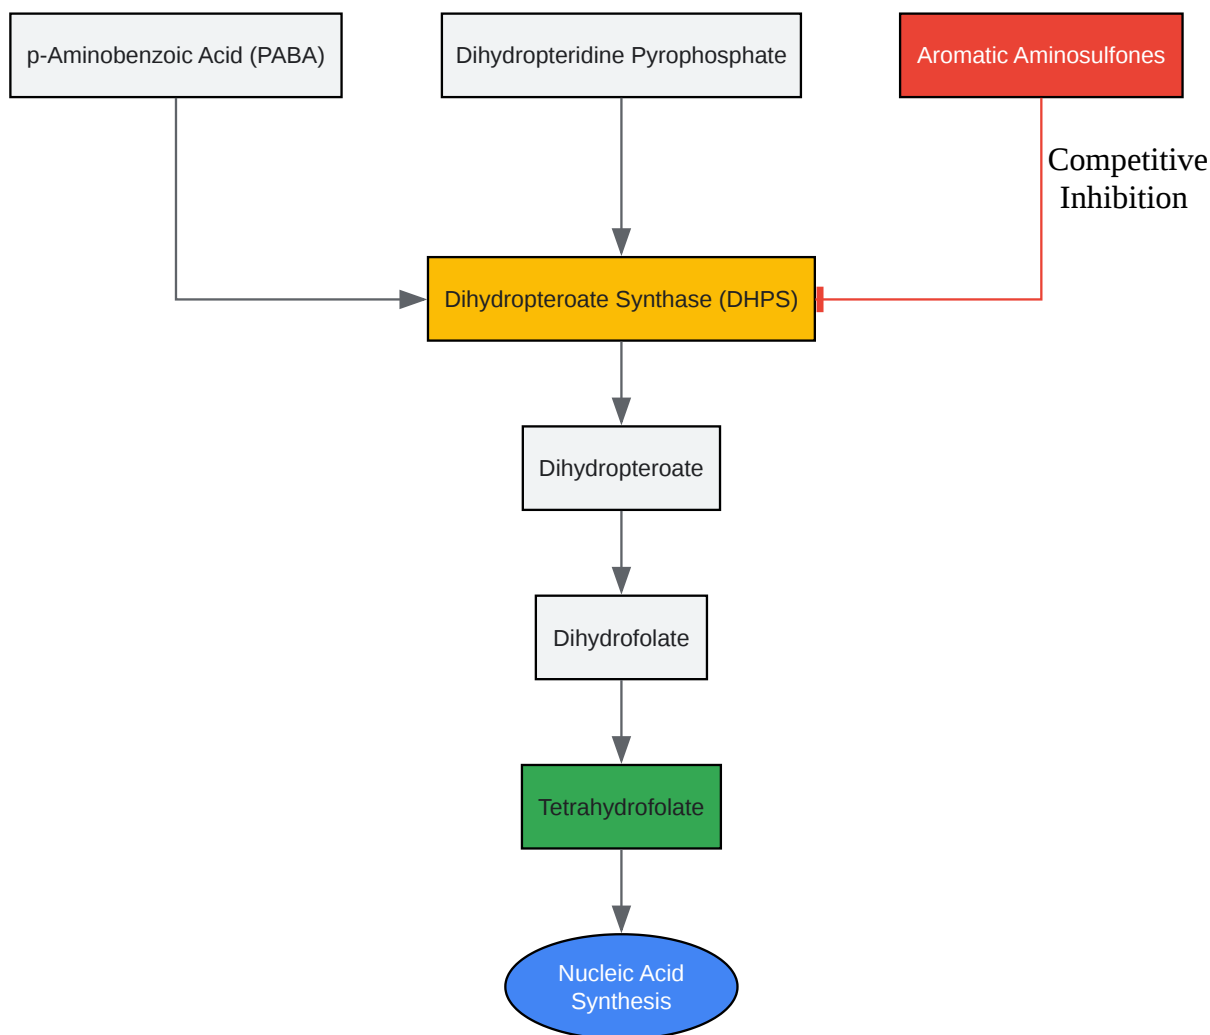 p-Aminobenzoic Acid (PABA)
Dihydropteridine Pyrophosphate
Aromatic Aminosulfones
Competitive
Inhibition
Dihydropteroate Synthase (DHPS)
Dihydropteroate
Dihydrofolate
Tetrahydrofolate
Nucleic Acid
Synthesis